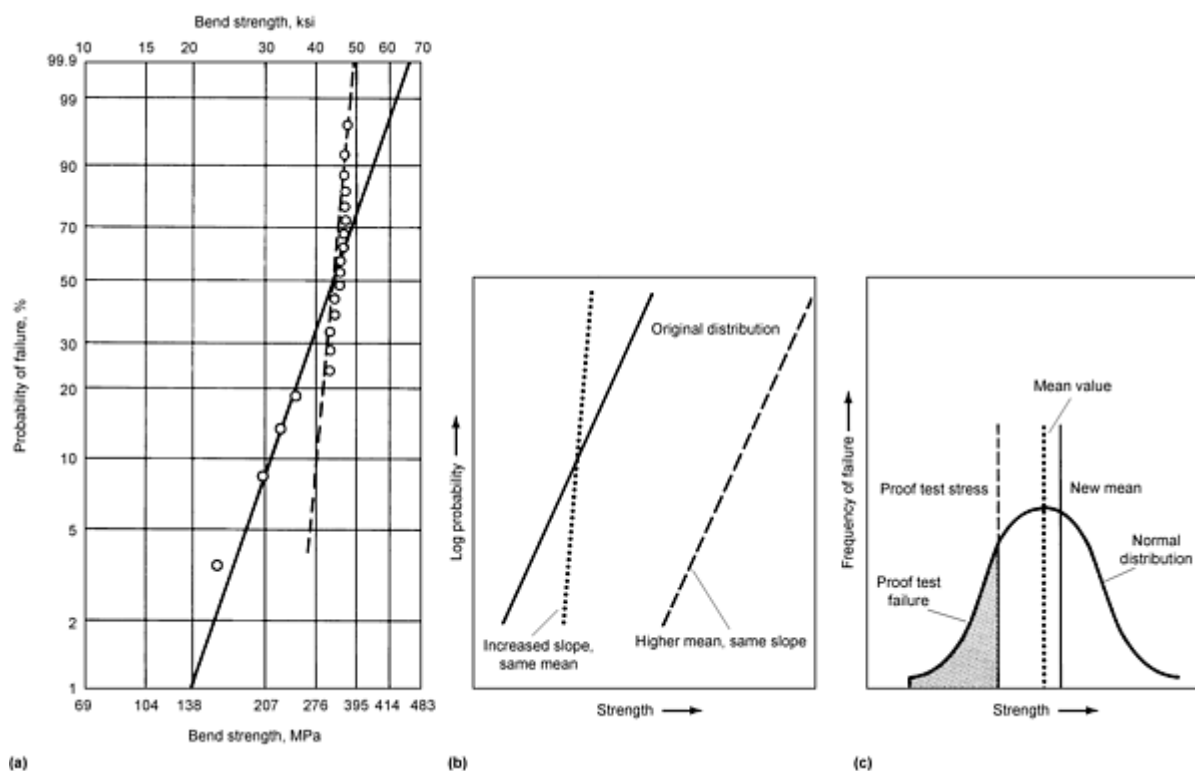 Bend strength, ksi
10 15 20 30 40 50 60 70
99.9
99
90
70
50
30
20
10
5
2
1
Probability of failure, %
69 104 138 207 276 395 414 483
Bend strength, MPa
(a)
Log probability
Original distribution
Increased slope,
same mean
Higher mean, same slope
Strength
(b)
Frequency of failure
Mean value
Proof test stress
New mean
Normal
distribution
Proof test
failure
Strength
(c)